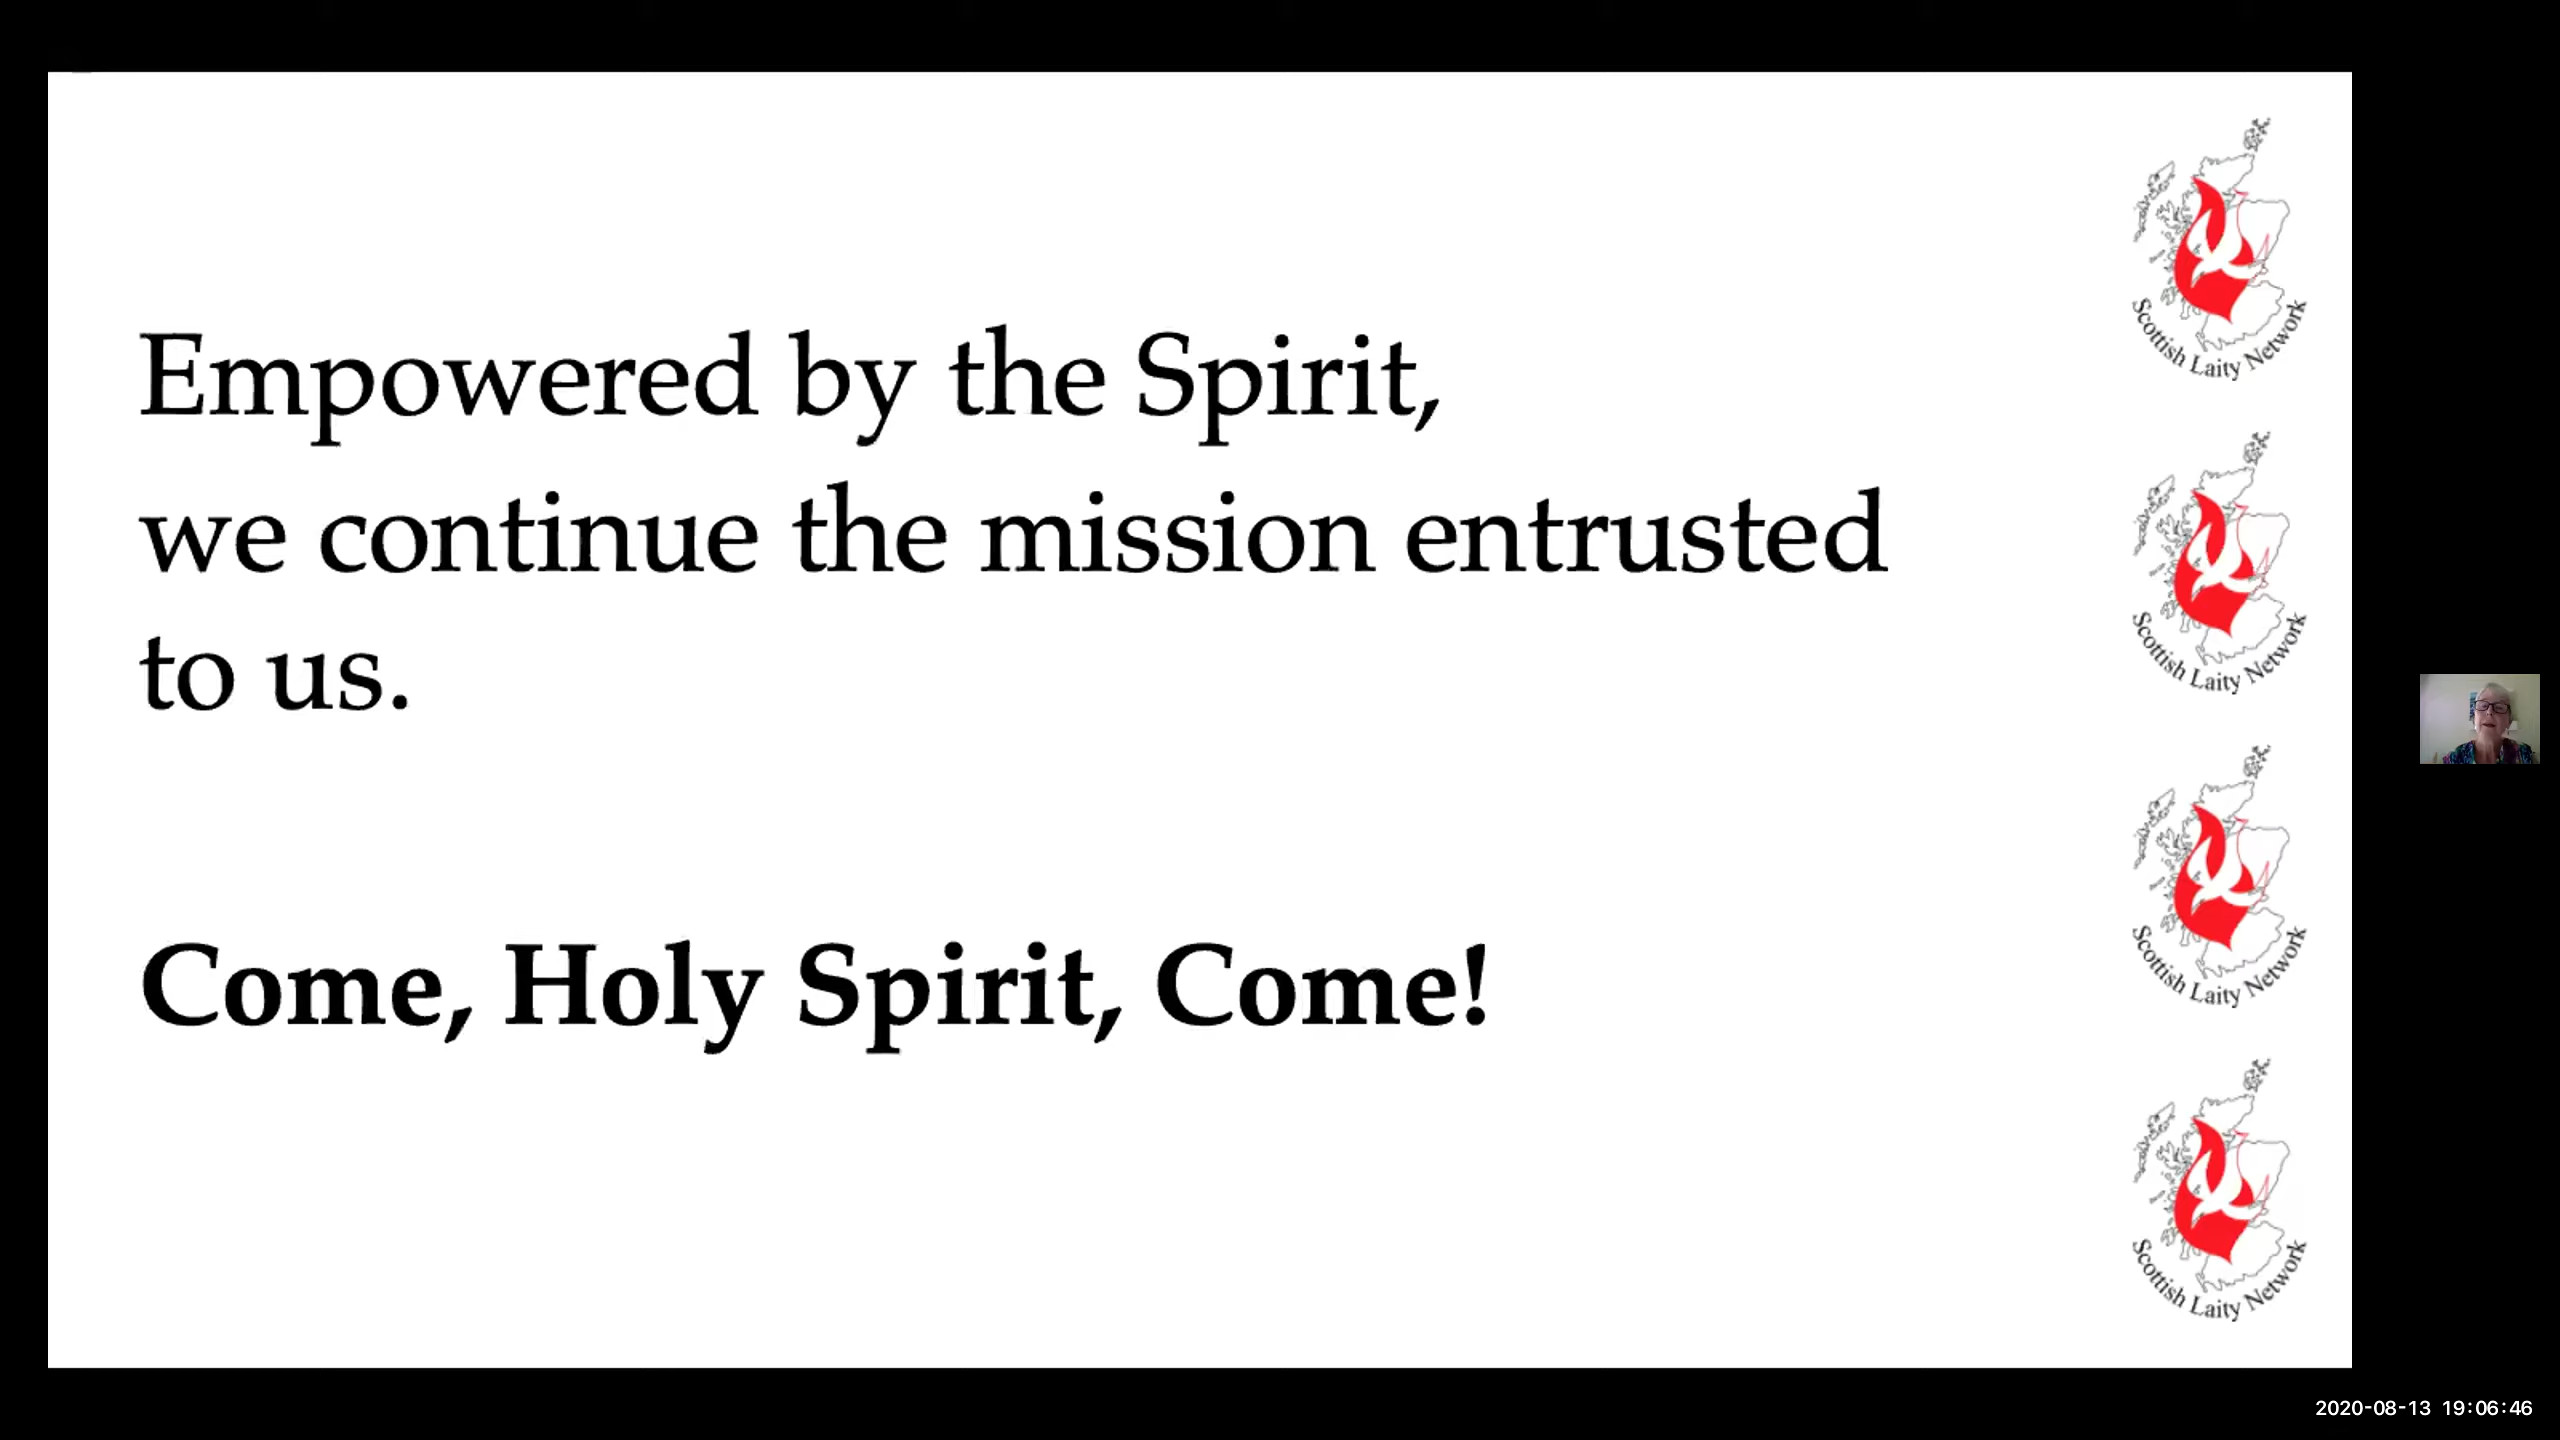 Empowered by the Spirit,
we continue the mission entrusted
to us.
Come, Holy Spirit, Come!
Scottish Laity Network
Scottish Laity Network
Scottish Laity Network
Scottish Laity Network
2020-08-13 19:06:46